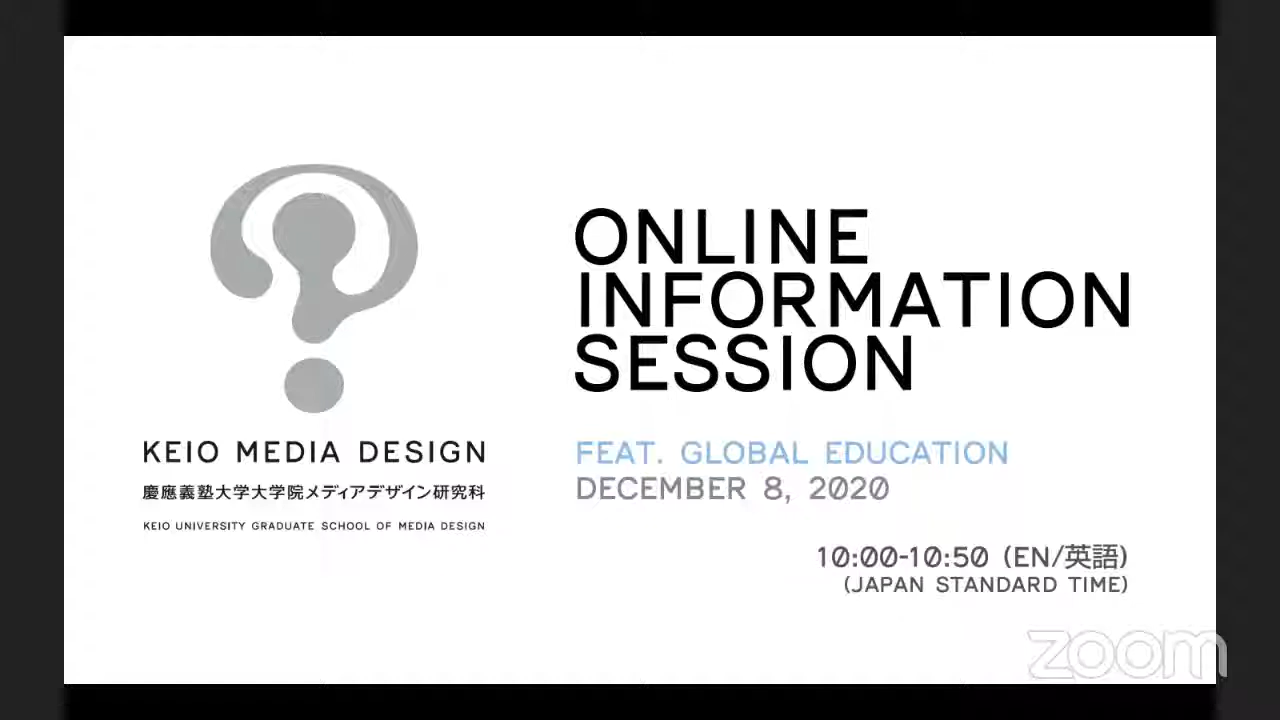 KEIO MEDIA DESIGN
慶應義塾大学大学院メディアデザイン研究科
KEIO UNIVERSITY GRADUATE SCHOOL OF MEDIA DESIGN
ONLINE
INFORMATION
SESSION
FEAT. GLOBAL EDUCATION
DECEMBER 8, 2020
10:00-10:50 (EN/英語)
(JAPAN STANDARD TIME)
zoom